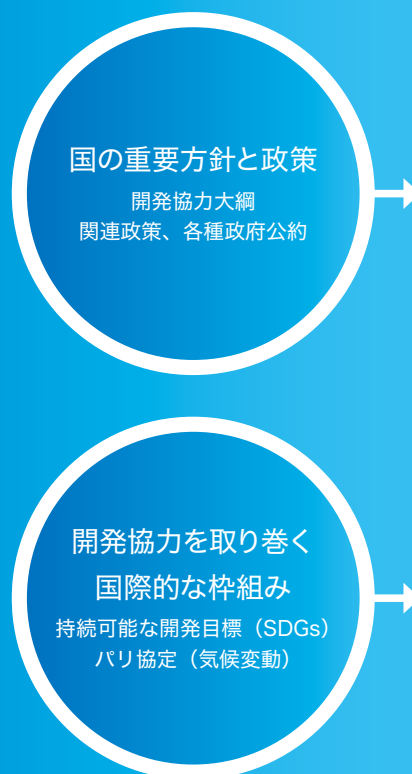 国の重要方針と政策
開発協力大綱
関連政策、各種政府公約
開発協力を取り巻く
国際的な枠組み
持続可能な開発目標（SDGs）
パリ協定（気候変動）